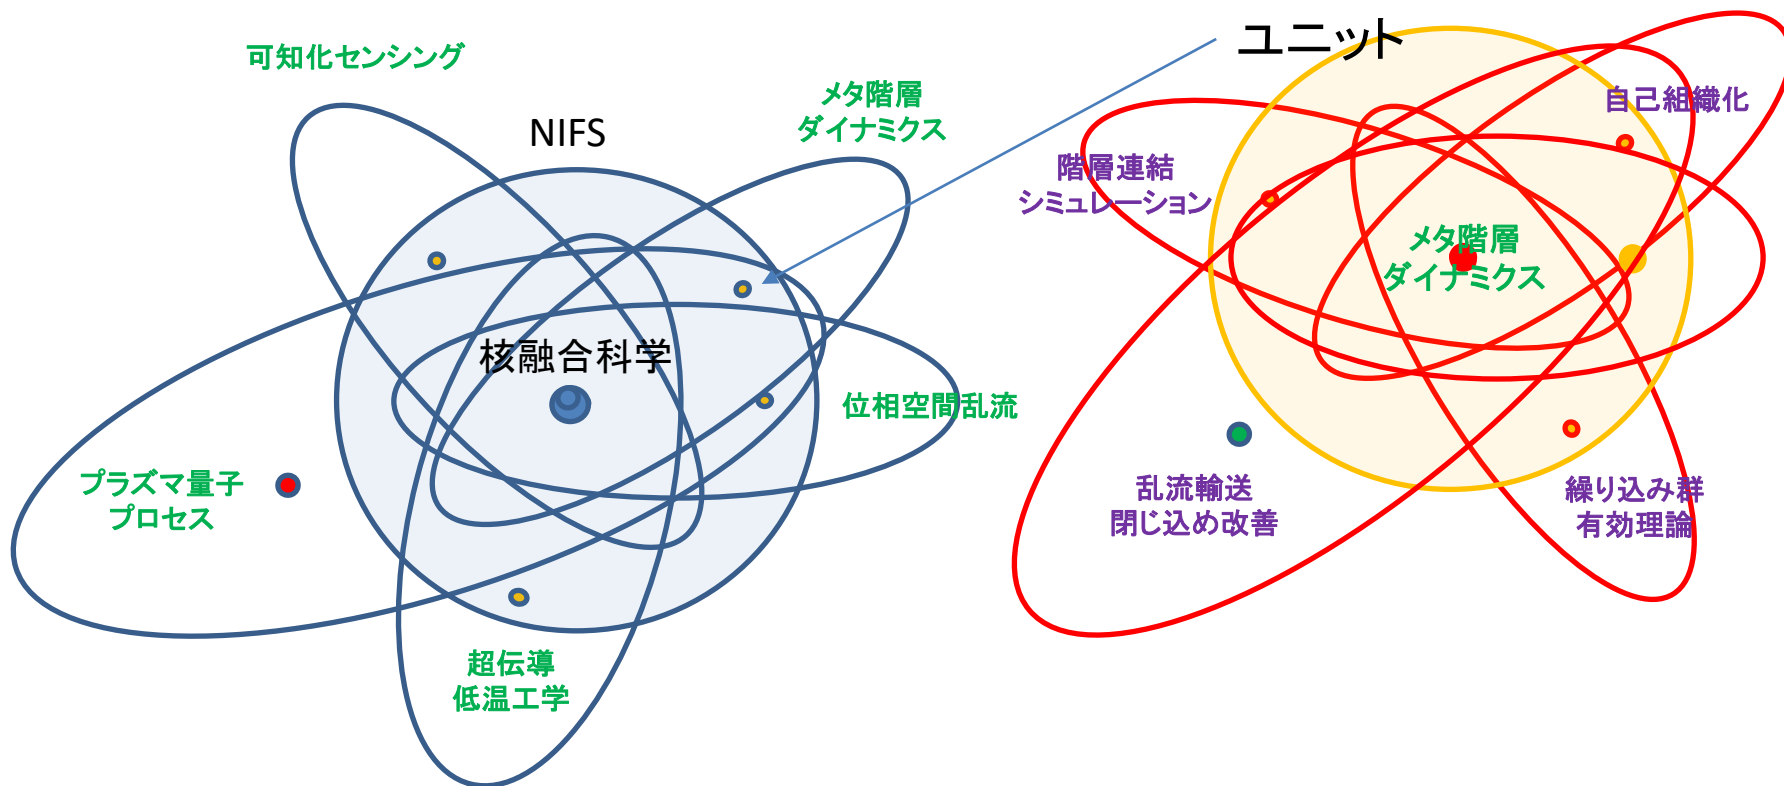 可知化センシング
NIFS
メタ階層
ダイナミクス
核融合科学
位相空間乱流
プラズマ量子
プロセス
超伝導
低温工学
ユニット
自己組織化
階層連結
シミュレーション
メタ階層
ダイナミクス
乱流輸送
閉じ込め改善
繰り込み群
有効理論